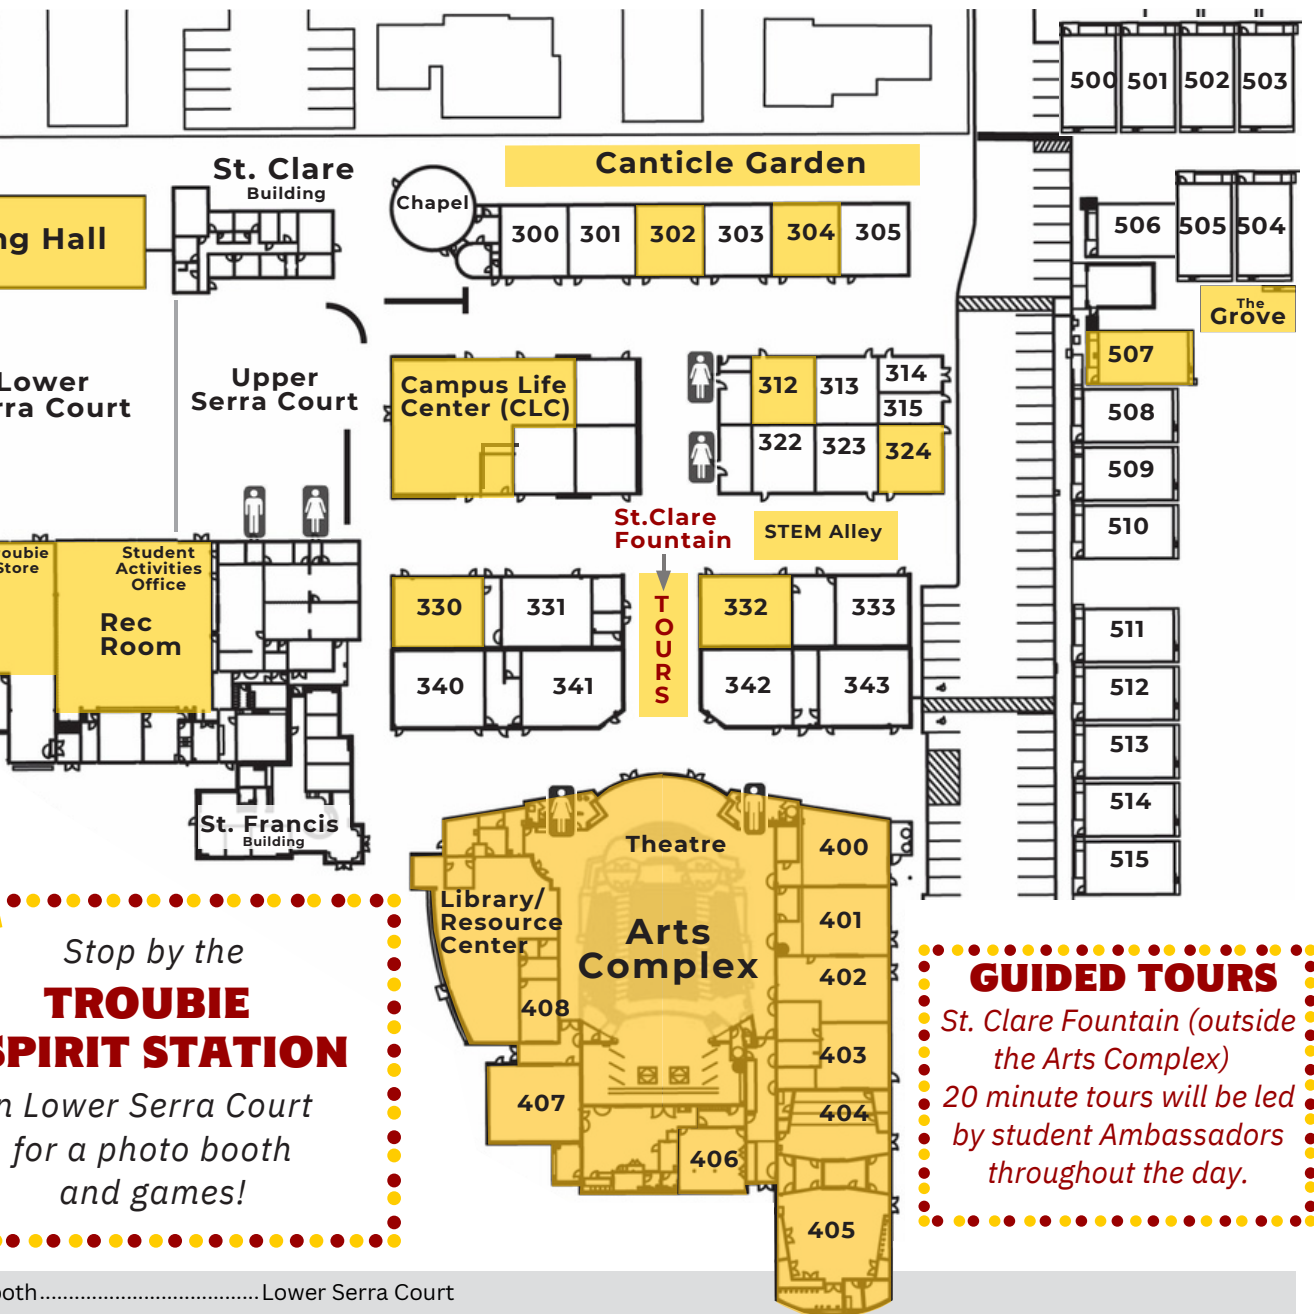 500 501 502 503
Canticle Garden
St. Clare
Building
Chapel
300 301 302 303 304 305
506 505 504
ng Hall
The
Grove
507
Lower
rra Court
Upper
Serra Court
Campus Life
Center (CLC)
312 313 314
315
322 323 324
508
509
510
St.Clare
Fountain
STEM Alley
oubie
Store
Student
Activities
Office
Rec
Room
330 331
TOURS
332 333
340 341
342 343
511
512
513
514
515
St. Francis
Building
Theatre
Library/
Resource
Center
Arts
Complex
400
401
402
403
404
405
406
407
408
Stop by the
TROUBIE
SPIRIT STATION
n Lower Serra Court
for a photo booth
and games!
GUIDED TOURS
St. Clare Fountain (outside
the Arts Complex)
20 minute tours will be led
by student Ambassadors
throughout the day.
ooth......................................Lower Serra Court